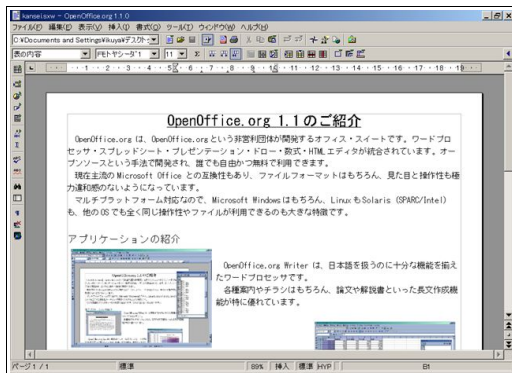 kansei.sxw - OpenOffice.org 1.1.0
ファイル(F) 編集(E) 表示(V) 挿入(I) 書式(O) ツール(T) ウィンドウ(W) ヘルプ(H)
C:¥Documents and Settings¥ikuya¥デスクト
表の内容 11
OpenOffice.org 1.1 のご紹介
OpenOffice.org は、OpenOffice.org という非営利団体が開発するオフィス・スイートです。ワードプロ
セッサ・スプレッドシート・プレゼンテーション・ドロー・数式・HTML エディタが統合されています。オー
プンソースという手法で開発され、誰でも自由かつ無料で利用できます。
現在主流の Microsoft Office との互換性もあり、ファイルフォーマットはもちろん、見た目と操作性も極
力違和感のないようになっています。
マルチプラットフォーム対応なので、Microsoft Windows はもちろん、Linux も Solaris (SPARC/Intel)
も、他の OS でも全く同じ操作性やファイルが利用できるのも大きな特徴です。
アプリケーションの紹介
OpenOffice.org Writer は、日本語を扱うのに十分な機能を揃え
たワードプロセッサです。
各種案内やチラシはもちろん、論文や解説書といった長文作成機
能が特に優れています。
ページ 1 / 1 標準 89% 挿入 標準 HYP B1